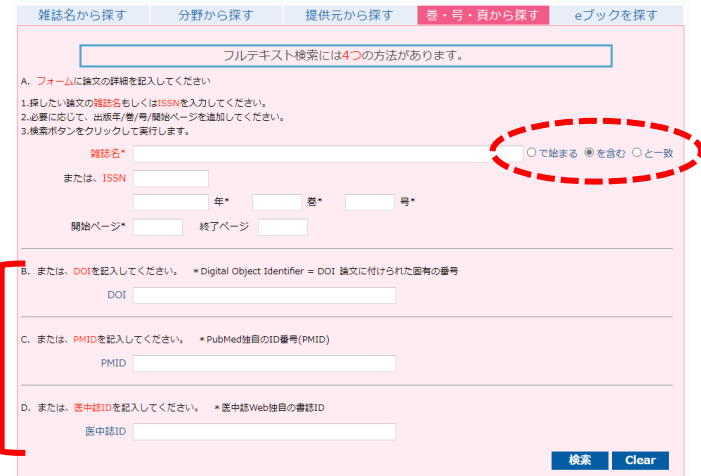 雑誌名から探す 分野から探す 提供元から探す 巻・号・頁から探す eブックを探す
フルテキスト検索には4つの方法があります。
A. フォームに論文の詳細を記入してください
1.探したい論文の雑誌名もしくはISSNを入力してください。
2.必要に応じて、出版年/巻/号/開始ページを追加してください。
3.検索ボタンをクリックして実行します。
雑誌名* で始まる を含む と一致
または、ISSN
年* 巻* 号*
開始ページ* 終了ページ
B. または、DOIを記入してください。 *Digital Object Identifier = DOI 論文に付けられた固有の番号
DOI
C. または、PMIDを記入してください。 *PubMed独自のID番号(PMID)
PMID
D. または、医中誌IDを記入してください。 *医中誌Web独自の書誌ID
医中誌ID
検索 Clear